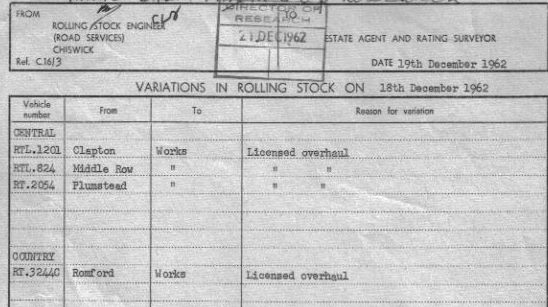 FROM
ROLLING STOCK ENGINEER
(ROAD SERVICES)
CHISWICK
Ref. C16/3
TO
DIRECTOR OF
RESEARCH
21 DEC 1962
ESTATE AGENT AND RATING SURVEYOR
DATE 19th December 1962
VARIATIONS IN ROLLING STOCK ON 18th December 1962
Vehicle number From To Reason for variation
CENTRAL
RTL.1201 Clapton Works Licensed overhaul
RTL.824 Middle Row " " "
RT.2054 Plumstead " " "
COUNTRY
RT.3244C Romford Works Licensed overhaul